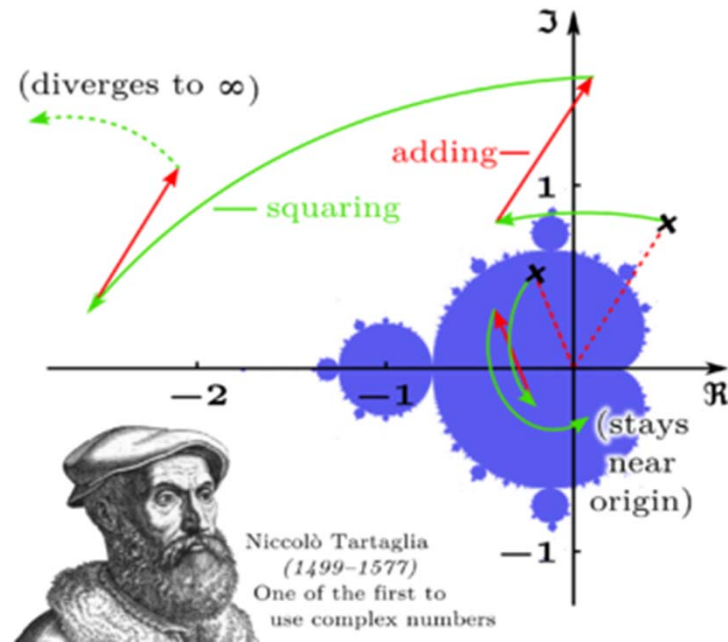 ℑ
(diverges to ∞)
adding—
1
— squaring
−2
−1
ℜ
(stays
near
origin)
−1
Niccolò Tartaglia
(1499–1577)
One of the first to
use complex numbers